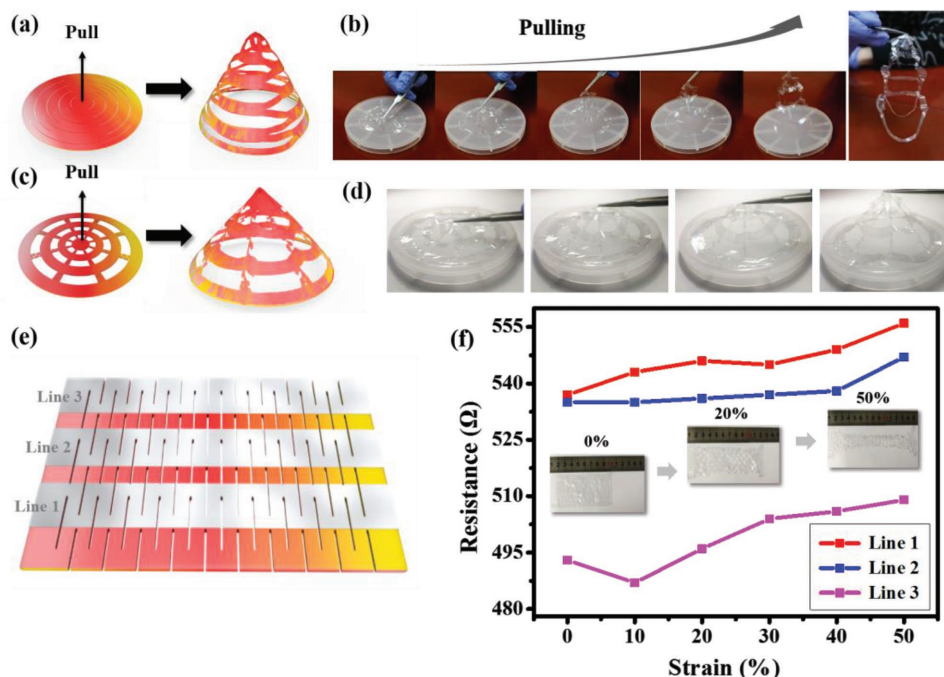 (a)
Pull
(b)
Pulling
(c)
Pull
(d)
(e)
Line 3
Line 2
Line 1
(f)
Resistance (Ω)
555
540
525
510
495
480
0%
20%
50%
Line 1
Line 2
Line 3
0 10 20 30 40 50
Strain (%)